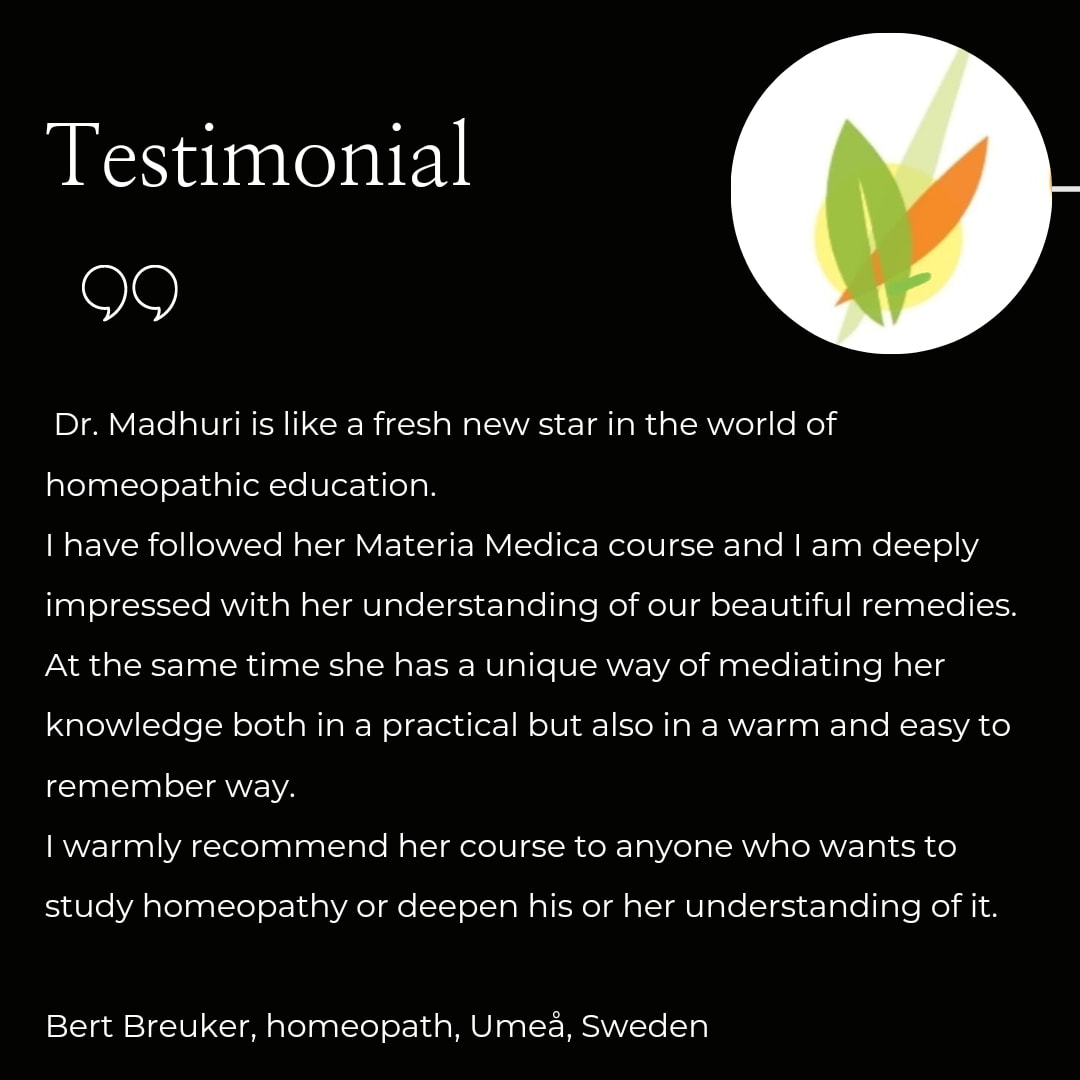 Testimonial
Dr. Madhuri is like a fresh new star in the world of
homeopathic education.
I have followed her Materia Medica course and I am deeply
impressed with her understanding of our beautiful remedies.
At the same time she has a unique way of mediating her
knowledge both in a practical but also in a warm and easy to
remember way.
I warmly recommend her course to anyone who wants to
study homeopathy or deepen his or her understanding of it.
Bert Breuker, homeopath, Umeå, Sweden